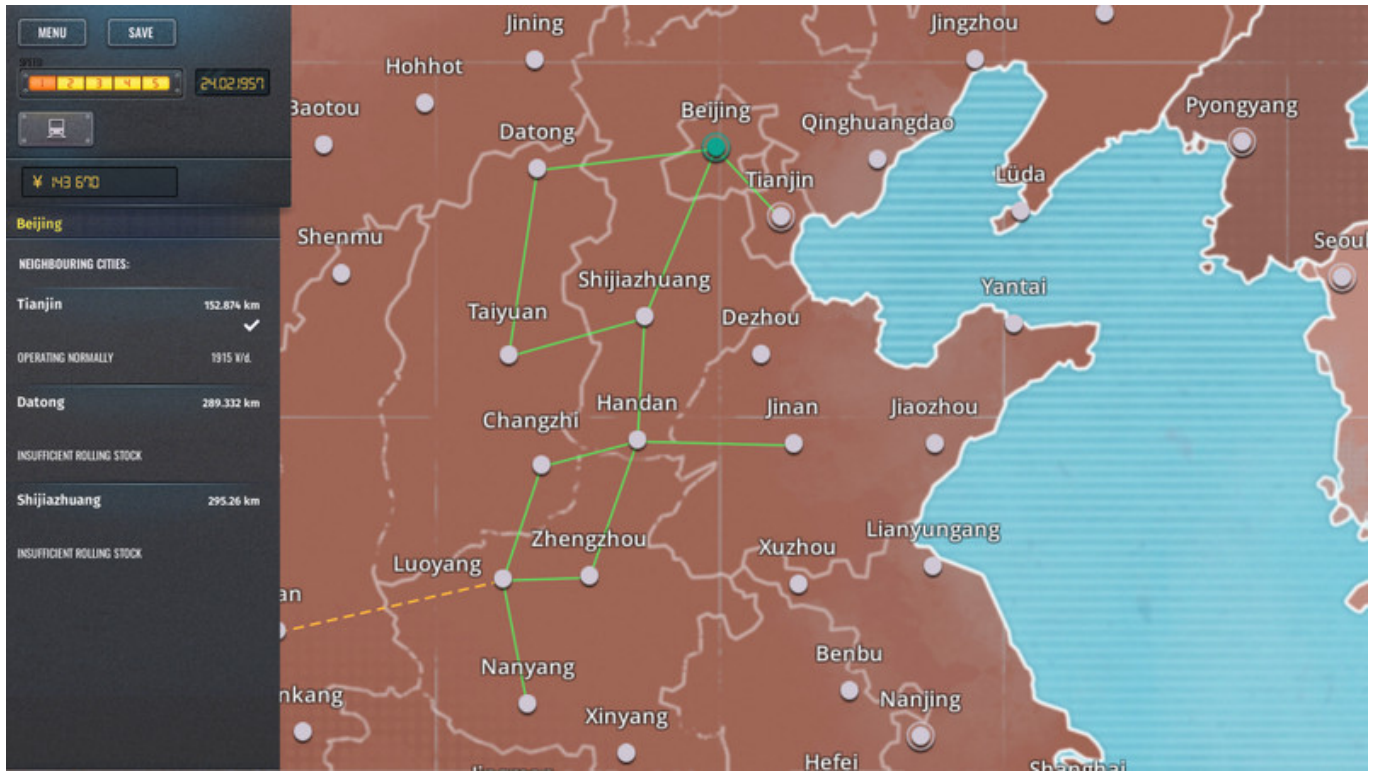 MENU SAVE
SPEED
1 2 3 4 5 24.02.1957
¥ 143 670
Beijing
NEIGHBOURING CITIES:
Tianjin 152.874 km
OPERATING NORMALLY 1915 ¥/d.
Datong 289.332 km
INSUFFICIENT ROLLING STOCK
Shijiazhuang 295.26 km
INSUFFICIENT ROLLING STOCK
Jining
Jingzhou
Hohhot
Baotou
Beijing
Pyongyang
Datong
Qinghuangdao
Tianjin
Lüda
Shenmu
Seoul
Shijiazhuang
Yantai
Taiyuan
Dezhou
Handan
Jinan
Jiaozhou
Changzhi
Lianyungang
Zhengzhou
Xuzhou
Luoyang
an
Benbu
Nanyang
nkang
Nanjing
Xinyang
Hefei
Shanghai